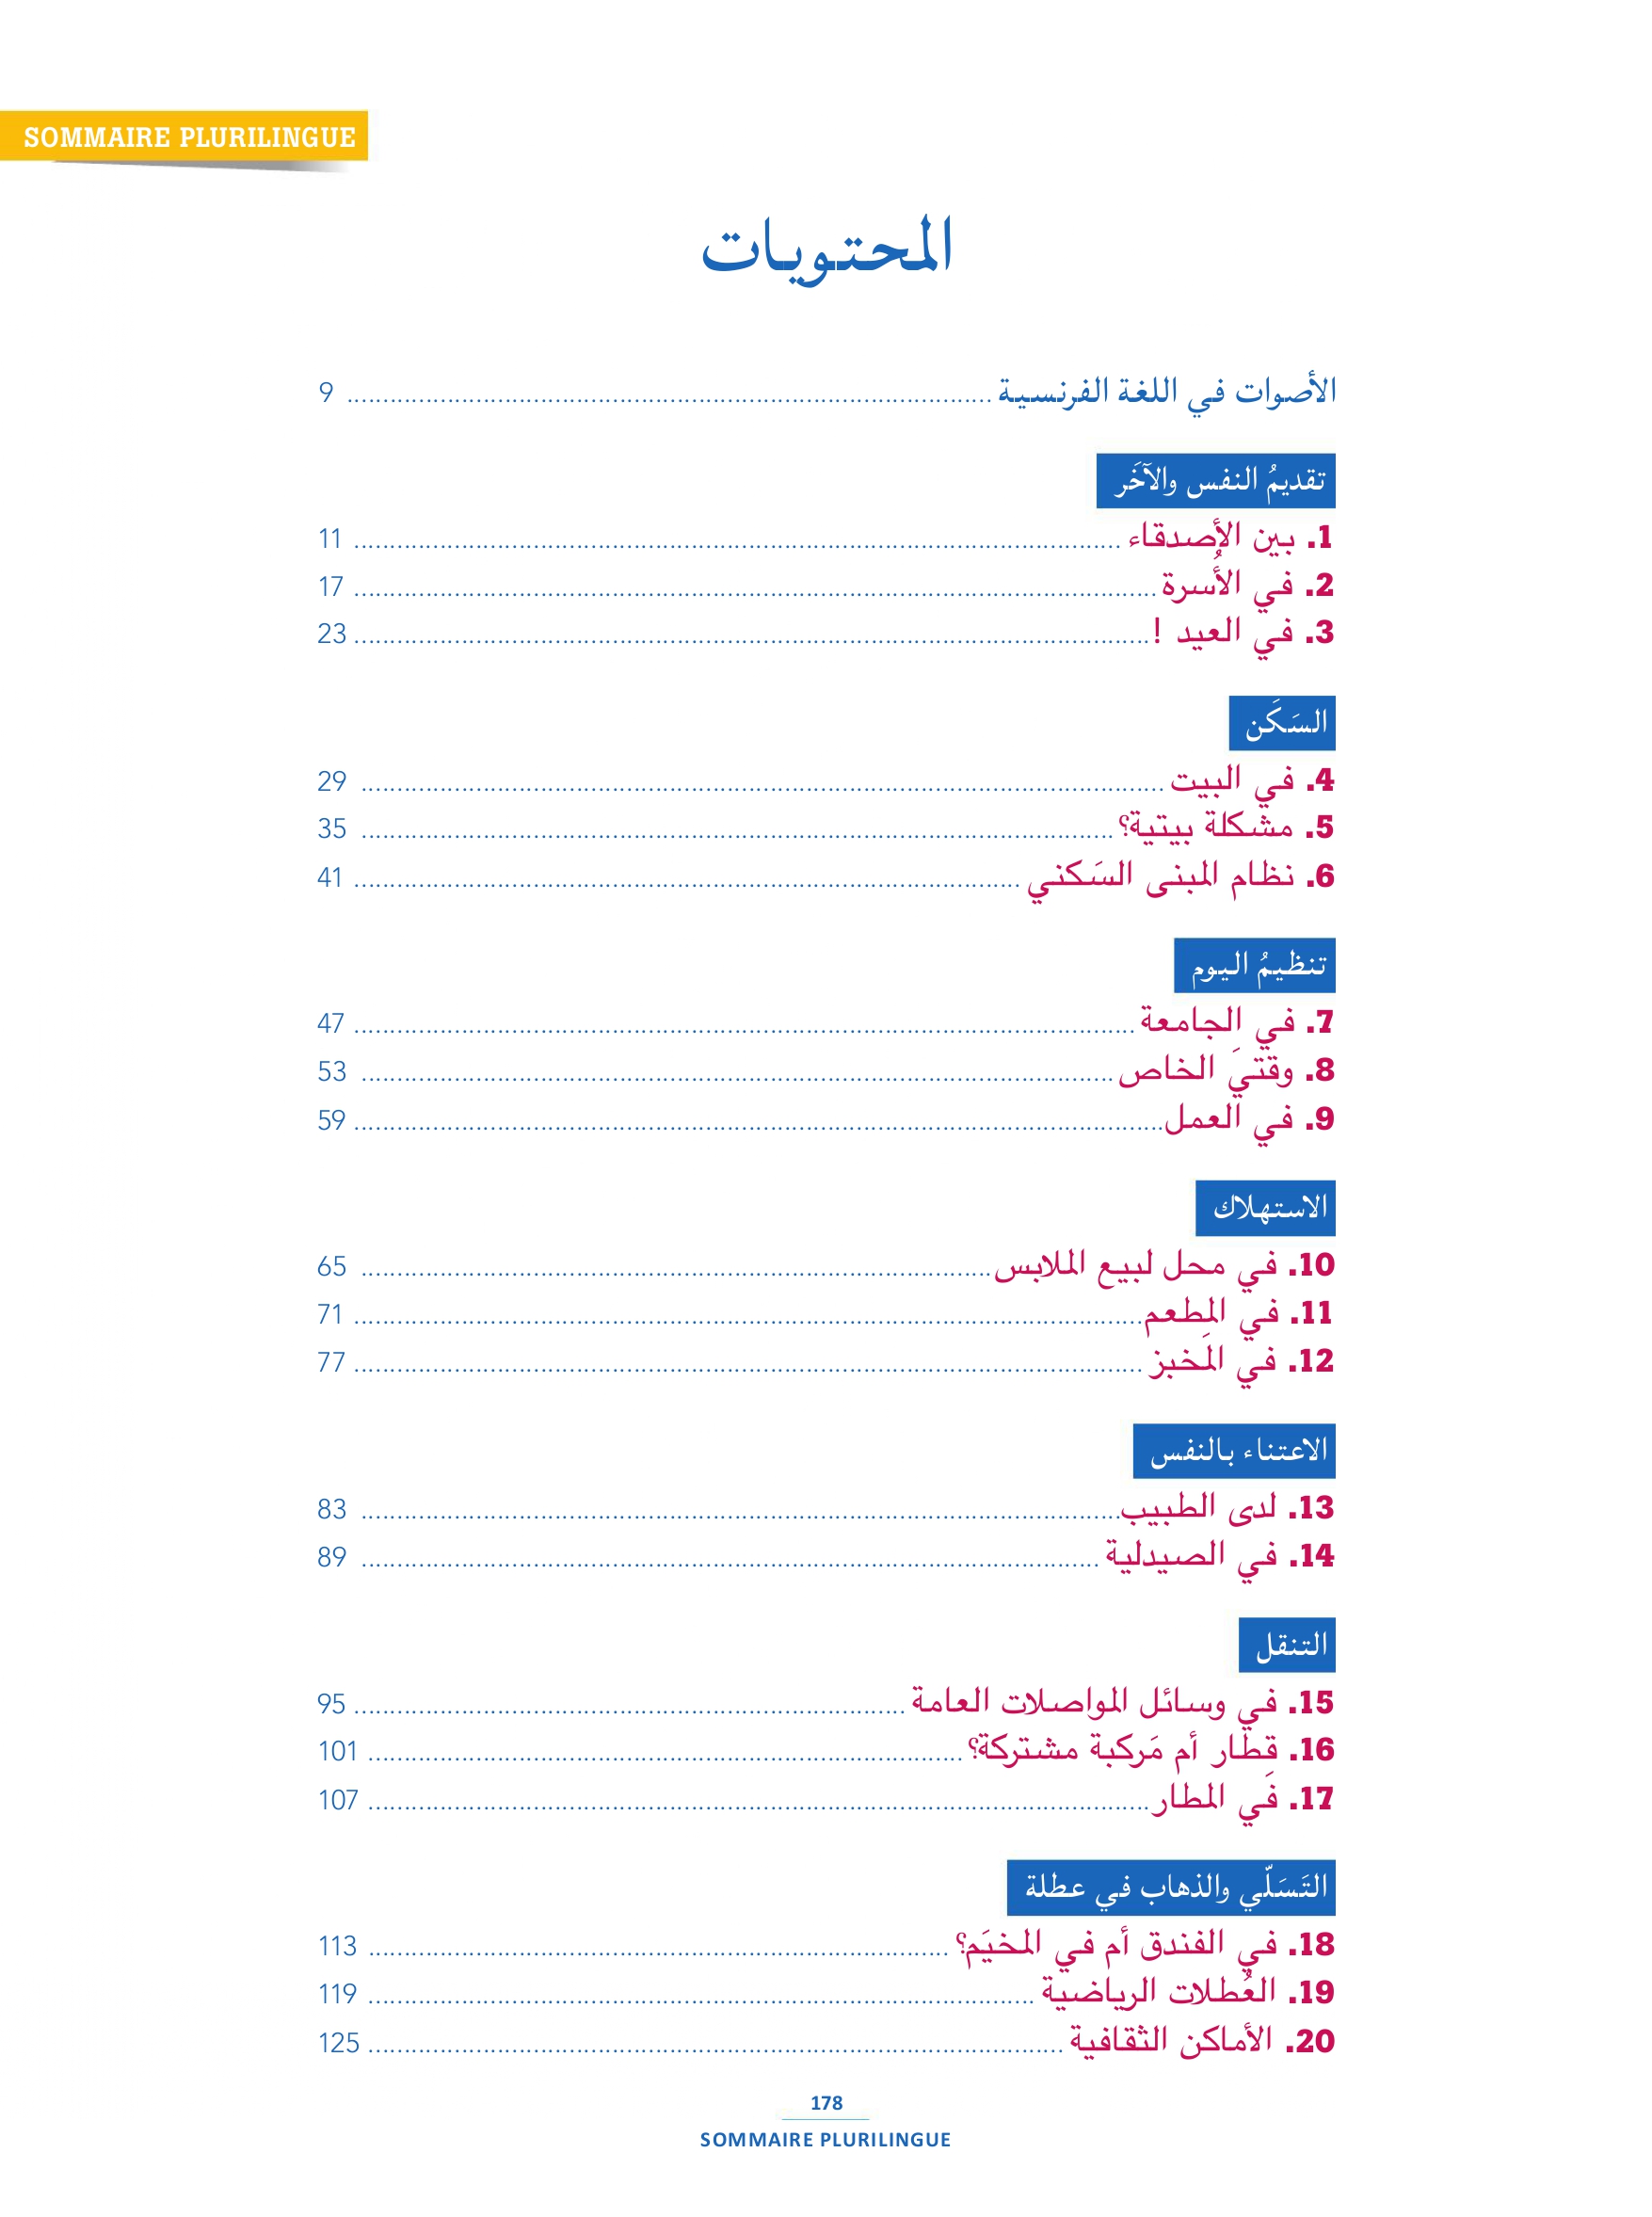 SOMMAIRE PLURILINGUE
المحتويات
الأصوات في اللغة الفرنسية ........ 9
تقديمُ النفس والآخَر
1. بين الأصدقاء ........ 11
2. في الأُسرة ........ 17
3. في العيد ! ........ 23
السَكَن
4. في البيت ........ 29
5. مشكلة بيتية؟ ........ 35
6. نظام المبنى السَكني ........ 41
تنظيمُ اليوم
7. في الجامعة ........ 47
8. وقتيَ الخاص ........ 53
9. في العمل ........ 59
الاستهلاك
10. في محل لبيع الملابس ........ 65
11. في المطعم ........ 71
12. في المَخبز ........ 77
الاعتناء بالنفس
13. لدى الطبيب ........ 83
14. في الصيدلية ........ 89
التنقل
15. في وسائل المواصلات العامة ........ 95
16. قطار أم مَركبة مشتركة؟ ........ 101
17. في المطار ........ 107
التَسَلّي والذهاب في عطلة
18. في الفندق أم في المخيَم؟ ........ 113
19. العُطلات الرياضية ........ 119
20. الأماكن الثقافية ........ 125
178
SOMMAIRE PLURILINGUE